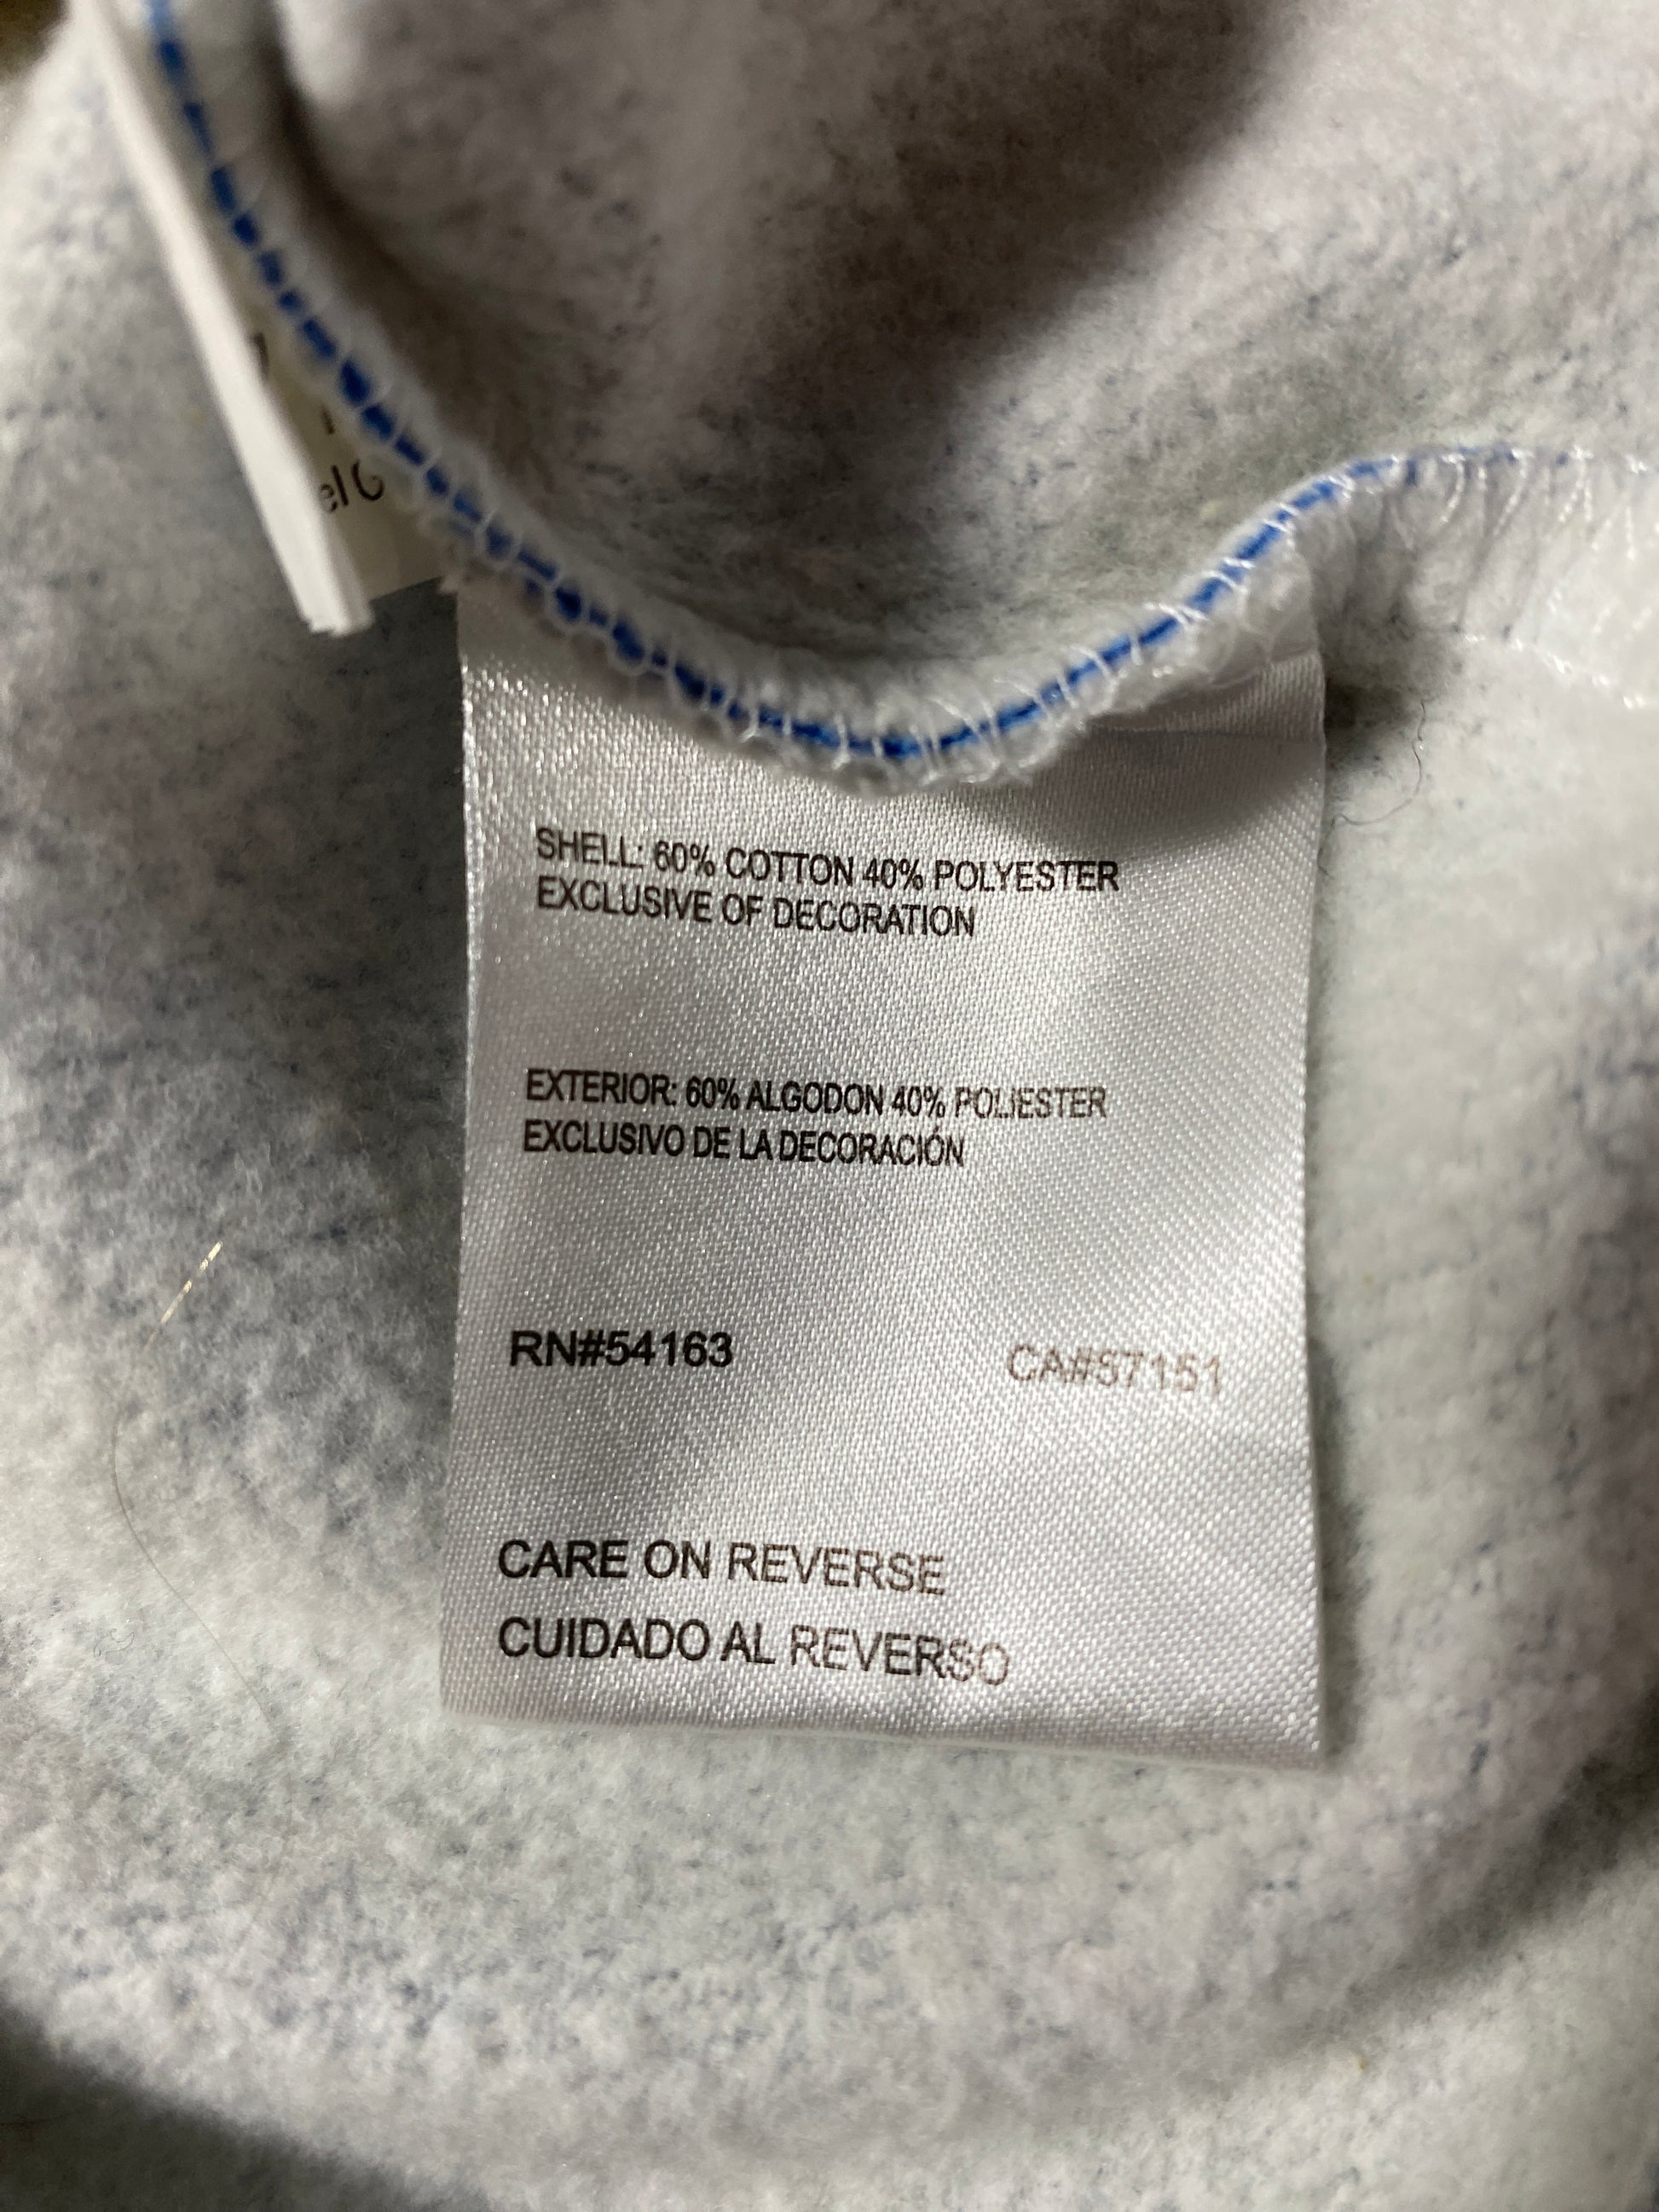 SHELL: 60% COTTON 40% POLYESTER
EXCLUSIVE OF DECORATION
EXTERIOR: 60% ALGODON 40% POLIESTER
EXCLUSIVO DE LA DECORACIÓN
RN#54163 CA#57151
CARE ON REVERSE
CUIDADO AL REVERSO